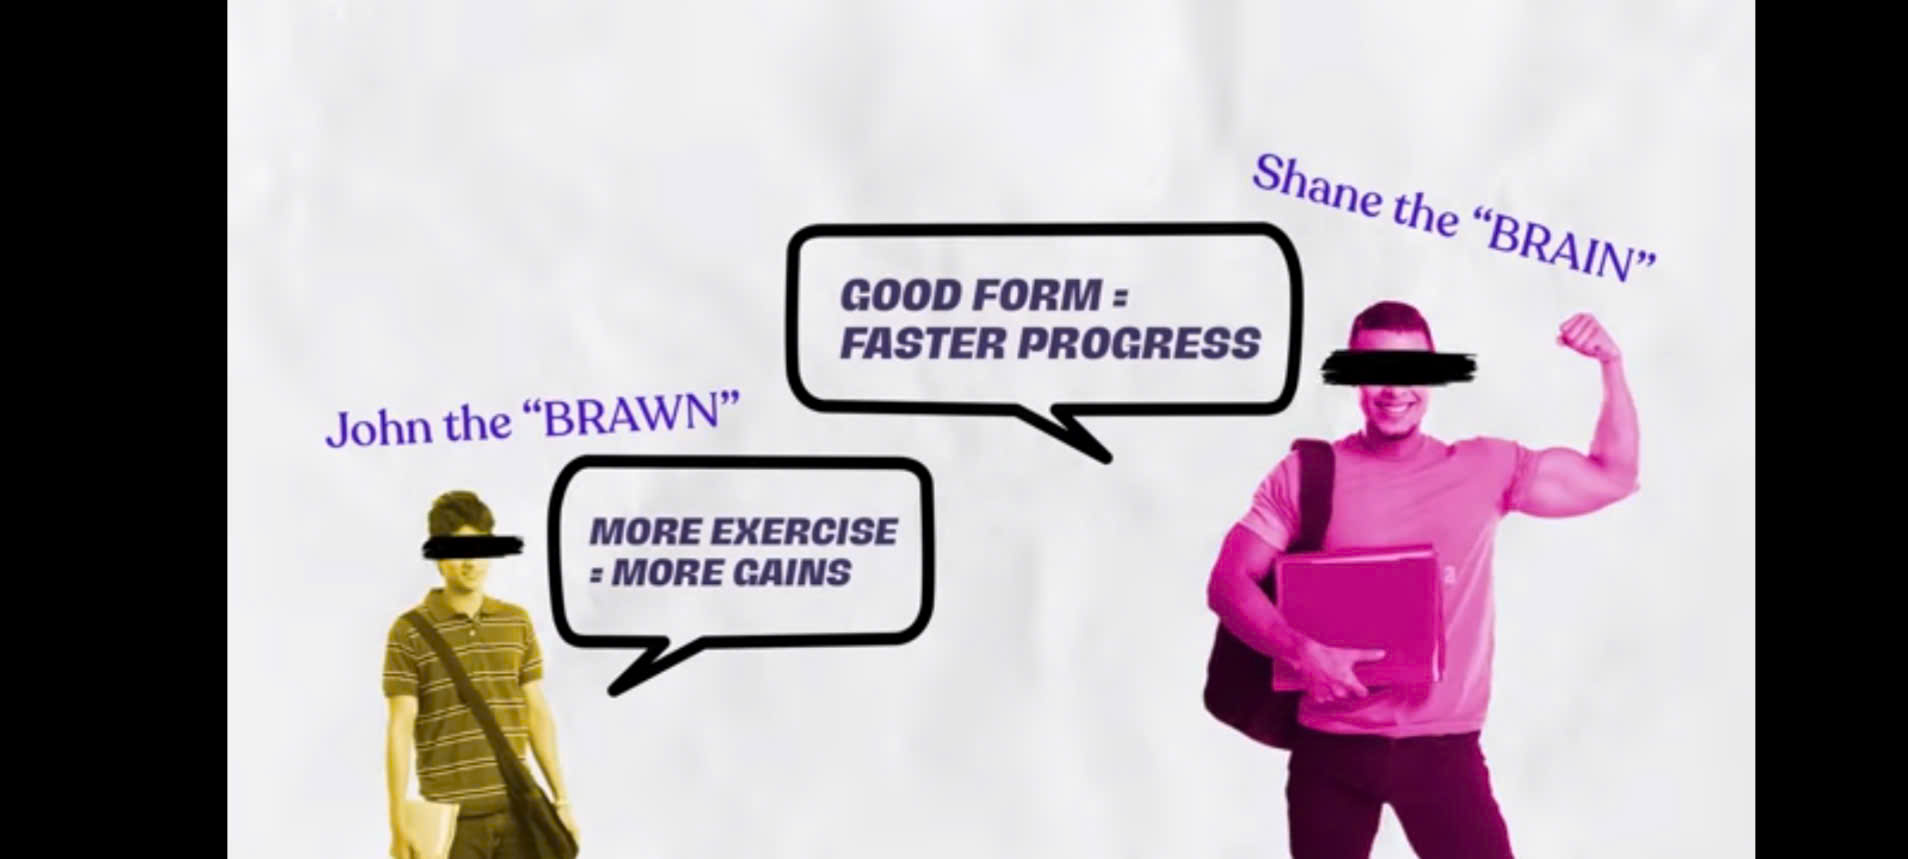 Shane the “BRAIN”
GOOD FORM =
FASTER PROGRESS
John the “BRAWN”
MORE EXERCISE
= MORE GAINS